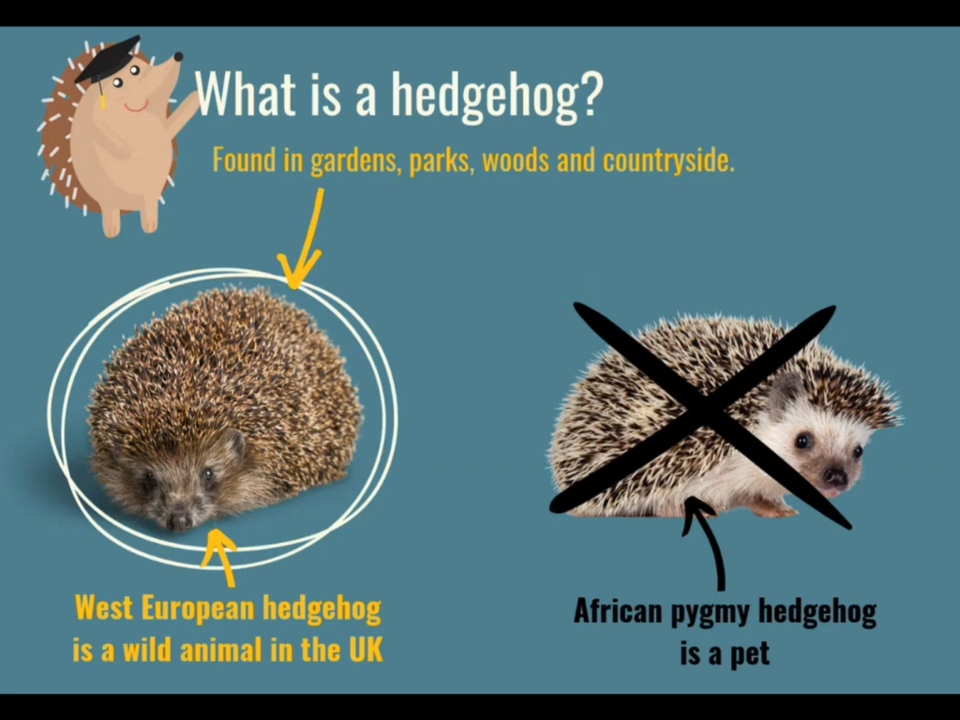 What is a hedgehog?
Found in gardens, parks, woods and countryside.
West European hedgehog
is a wild animal in the UK
African pygmy hedgehog
is a pet